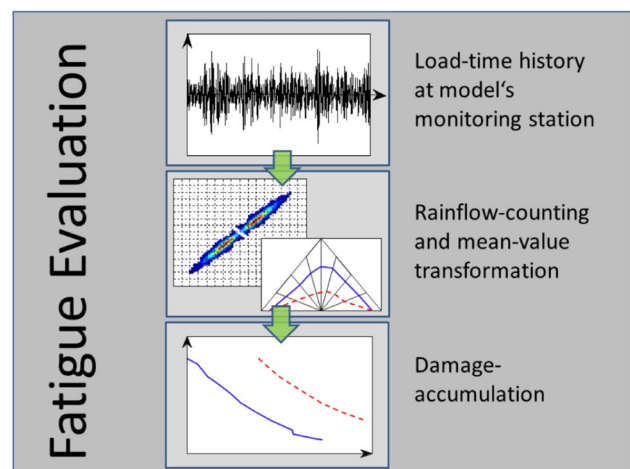 Fatigue Evaluation
Load-time history
at model‘s
monitoring station
Rainflow-counting
and mean-value
transformation
Damage-
accumulation